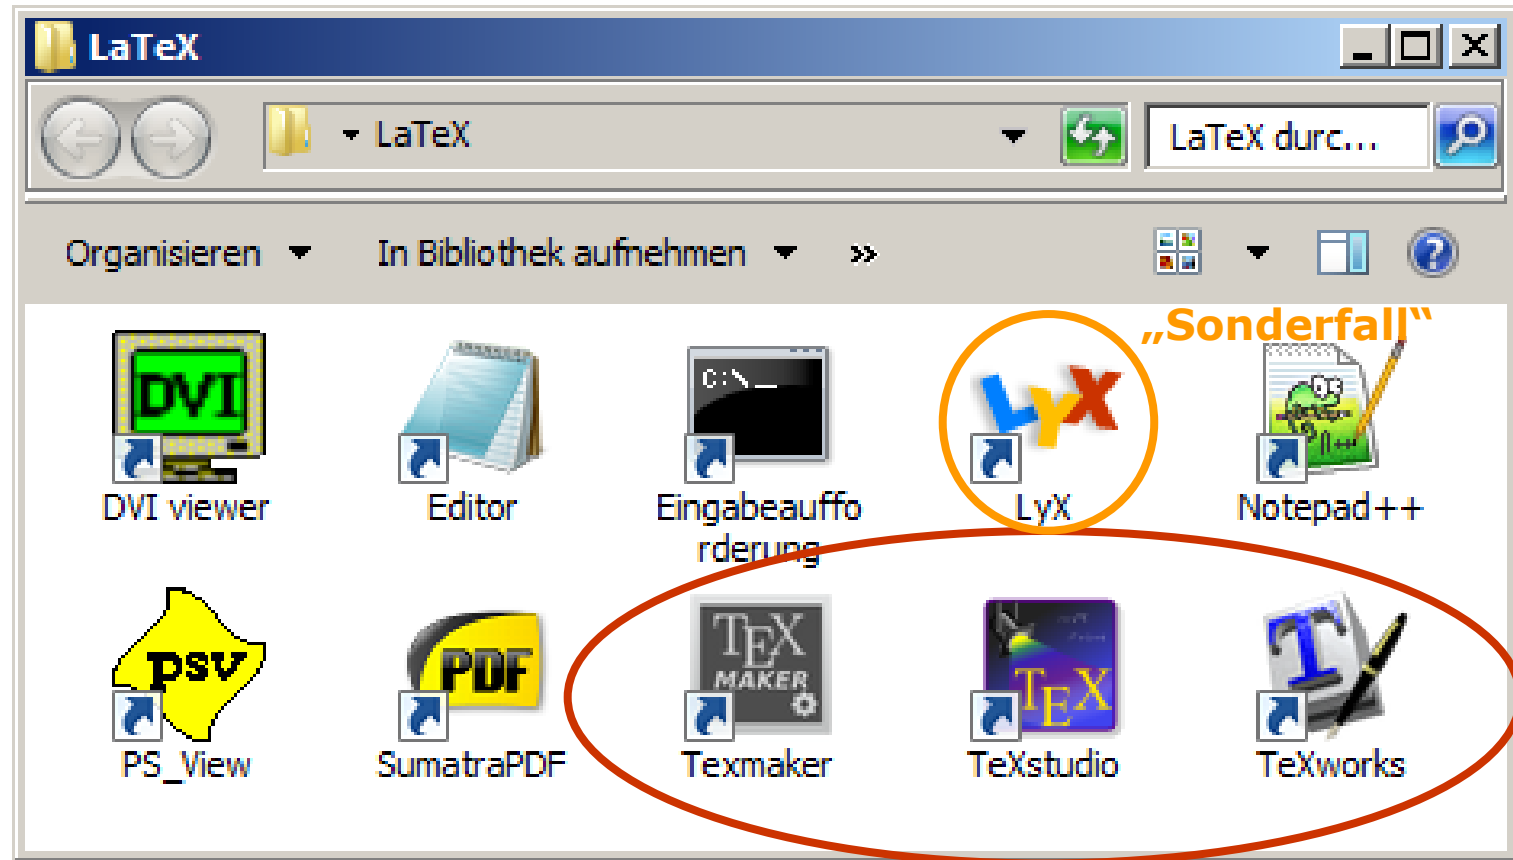 LaTeX
LaTeX
LaTeX durc...
Organisieren
In Bibliothek aufnehmen
»
„Sonderfall“
DVI
C:\_
LyX
DVI viewer
Editor
Eingabeauffo
rderung
LyX
Notepad++
psv
PDF
TEX
MAKER
TEX
T
PS_View
SumatraPDF
Texmaker
TeXstudio
TeXworks